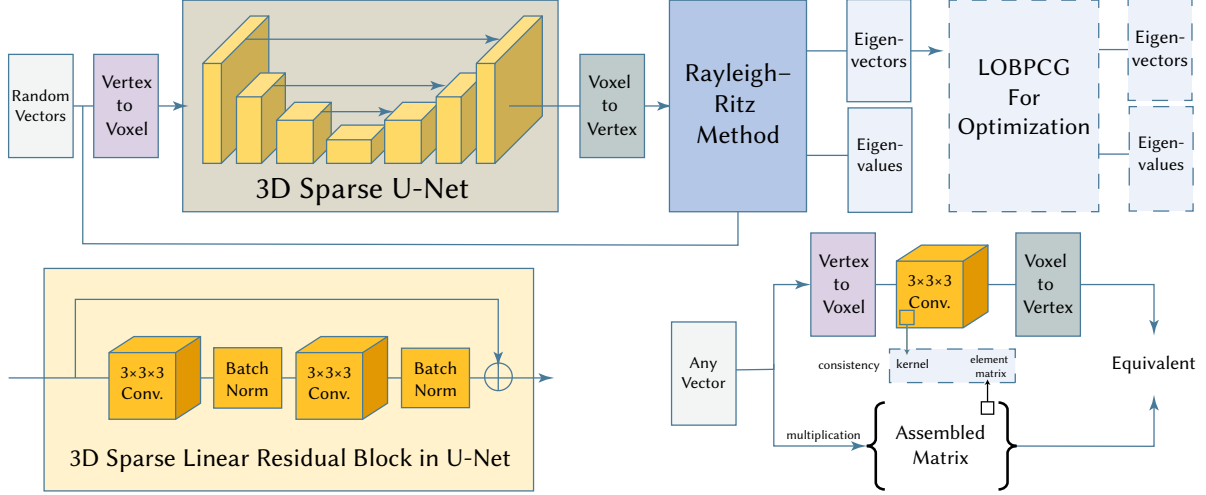 Random
Vectors
Vertex
to
Voxel
3D Sparse U-Net
Voxel
to
Vertex
Rayleigh–
Ritz
Method
Eigen-
vectors
Eigen-
values
LOBPCG
For
Optimization
Eigen-
vectors
Eigen-
values
3×3×3
Conv.
Batch
Norm
3×3×3
Conv.
Batch
Norm
3D Sparse Linear Residual Block in U-Net
Any
Vector
Vertex
to
Voxel
3×3×3
Conv.
Voxel
to
Vertex
consistency
kernel
element
matrix
Equivalent
multiplication
Assembled
Matrix